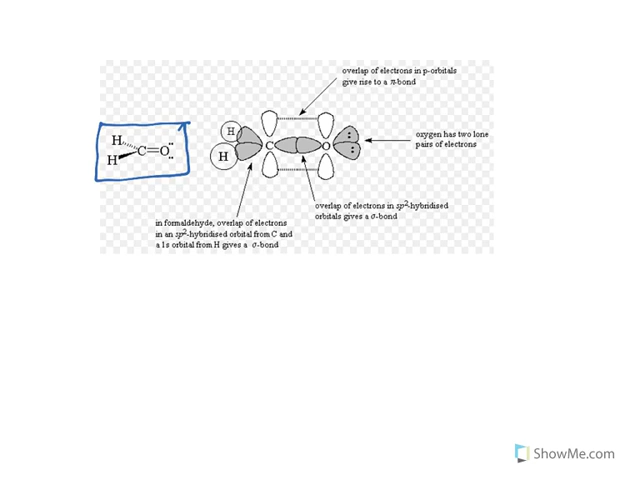 overlap of electrons in p-orbitals
give rise to a π-bond
H
H
C=O
H
H
C
O
oxygen has two lone
pairs of electrons
overlap of electrons in sp²-hybridised
orbitals gives a σ-bond
in formaldehyde, overlap of electrons
in an sp²-hybridised orbital from C and
a 1s orbital from H gives a σ-bond
ShowMe.com